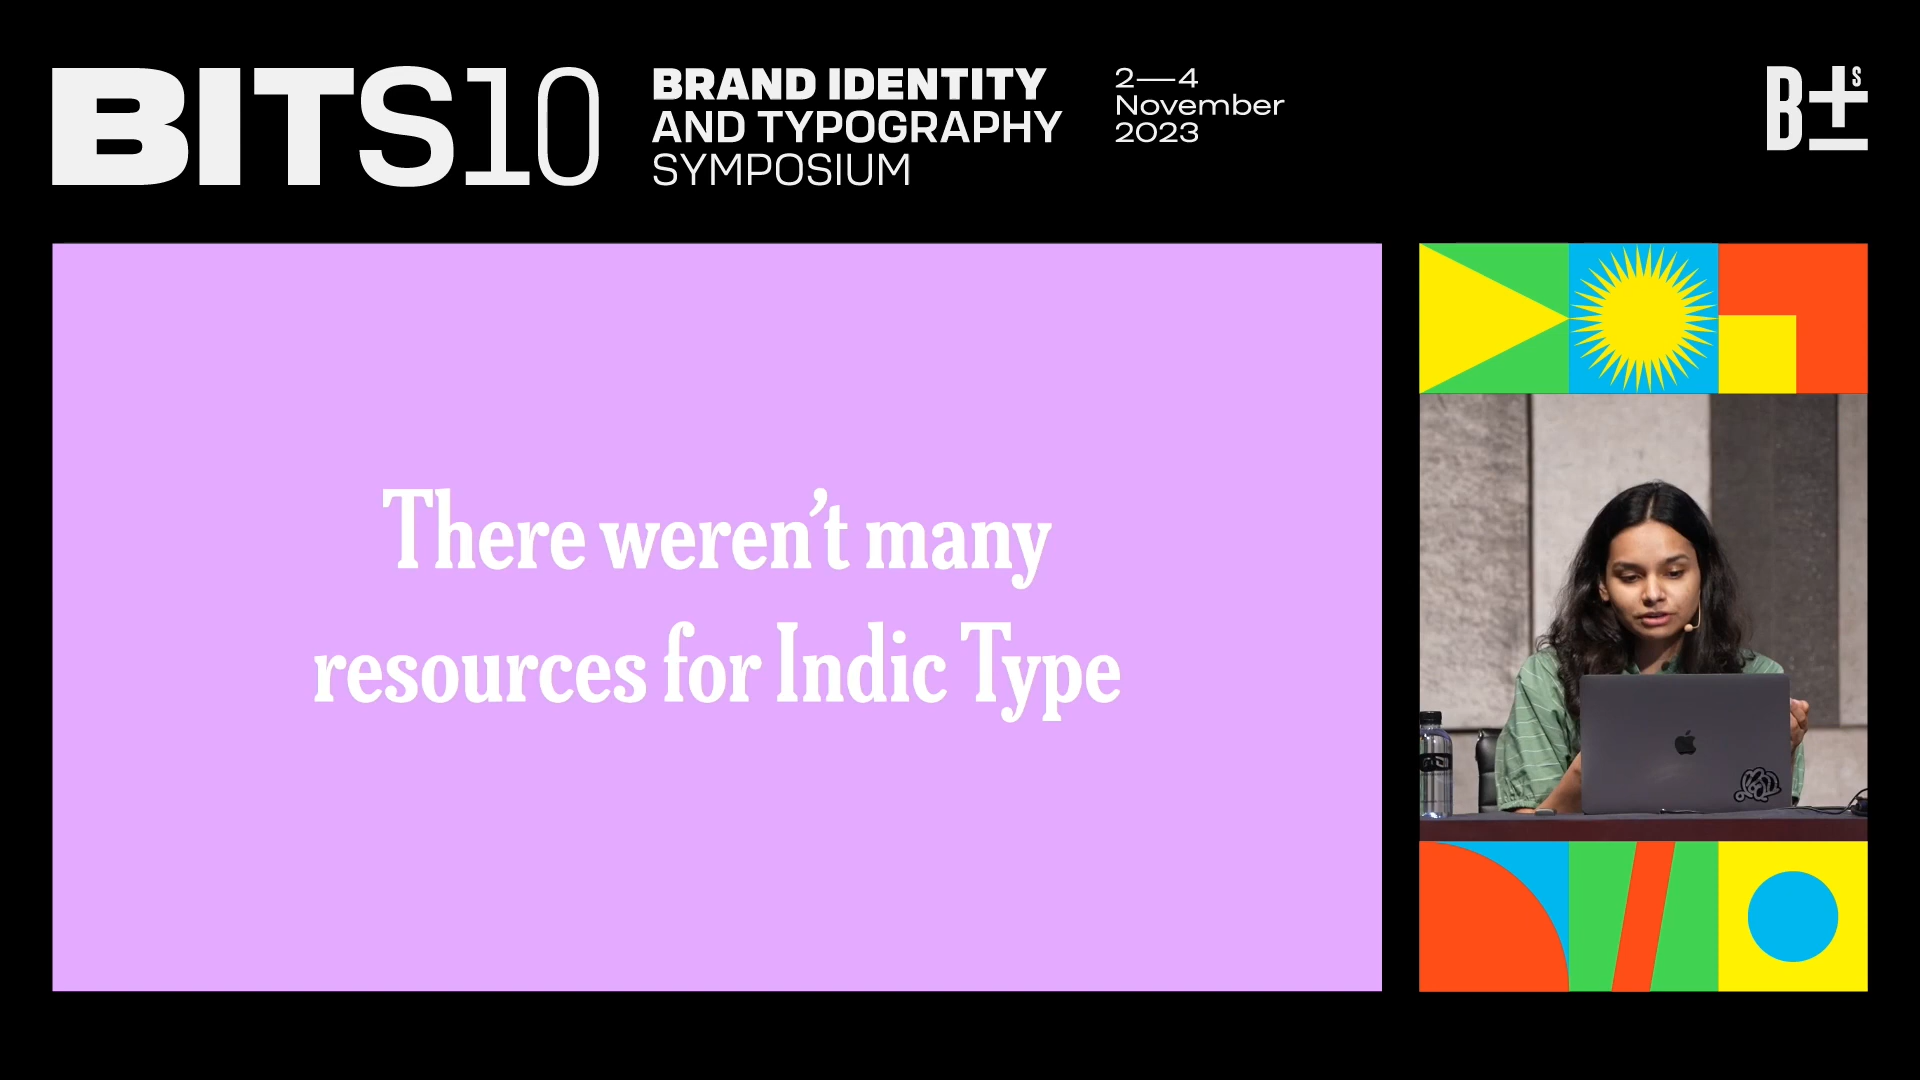 BITS10
BRAND IDENTITY
AND TYPOGRAPHY
SYMPOSIUM
2—4
November
2023
B±s
There weren’t many
resources for Indic Type